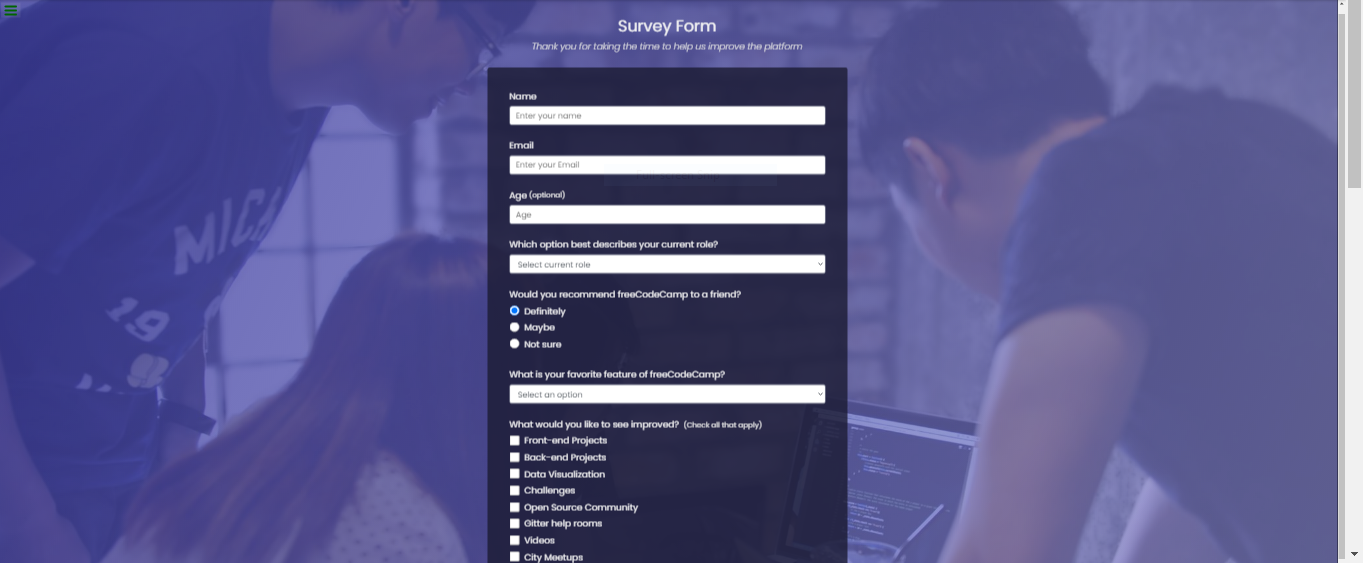 Survey Form
Thank you for taking the time to help us improve the platform
Name
Enter your name
Email
Enter your Email
Age (optional)
Age
Which option best describes your current role?
Select current role
Would you recommend freeCodeCamp to a friend?
Definitely
Maybe
Not sure
What is your favorite feature of freeCodeCamp?
Select an option
What would you like to see improved? (Check all that apply)
Front-end Projects
Back-end Projects
Data Visualization
Challenges
Open Source Community
Gitter help rooms
Videos
City Meetups
MICH
19